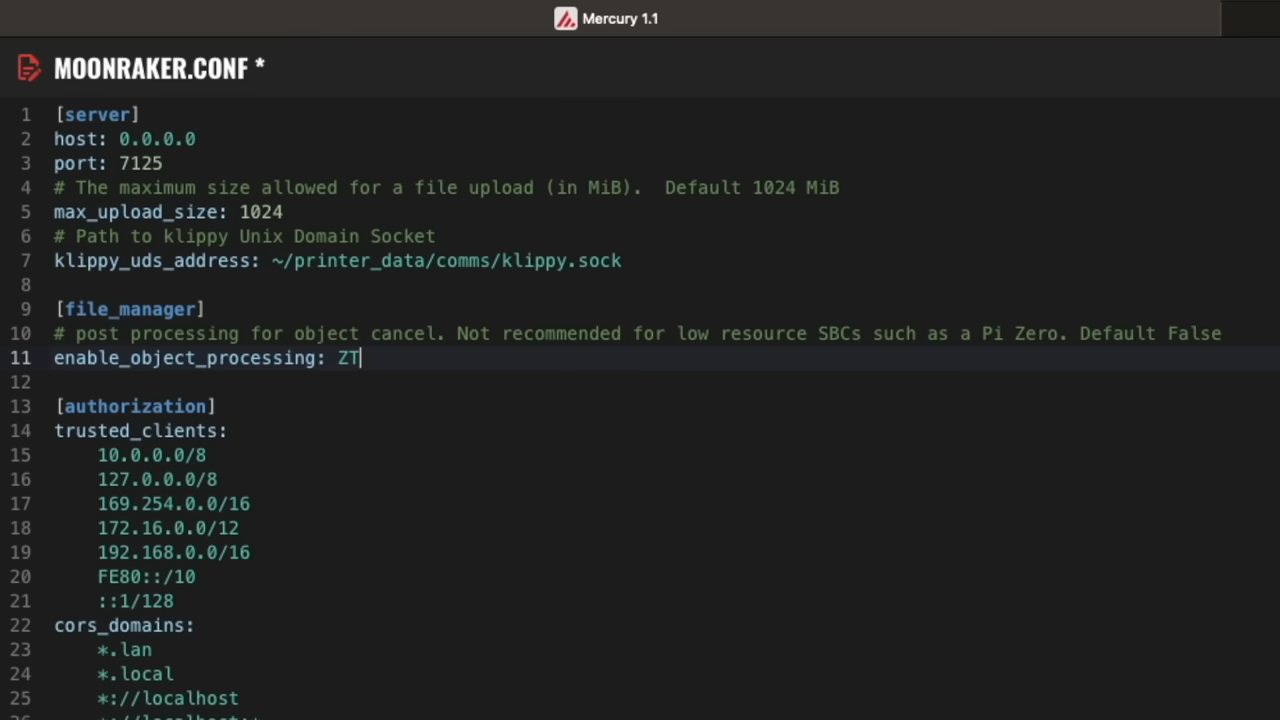 Mercury 1.1
MOONRAKER.CONF *
1 [server]
2 host: 0.0.0.0
3 port: 7125
4 # The maximum size allowed for a file upload (in MiB).  Default 1024 MiB
5 max_upload_size: 1024
6 # Path to klippy Unix Domain Socket
7 klippy_uds_address: ~/printer_data/comms/klippy.sock
8
9 [file_manager]
10 # post processing for object cancel. Not recommended for low resource SBCs such as a Pi Zero. Default False
11 enable_object_processing: ZT
12
13 [authorization]
14 trusted_clients:
15     10.0.0.0/8
16     127.0.0.0/8
17     169.254.0.0/16
18     172.16.0.0/12
19     192.168.0.0/16
20     FE80::/10
21     ::1/128
22 cors_domains:
23     *.lan
24     *.local
25     *://localhost